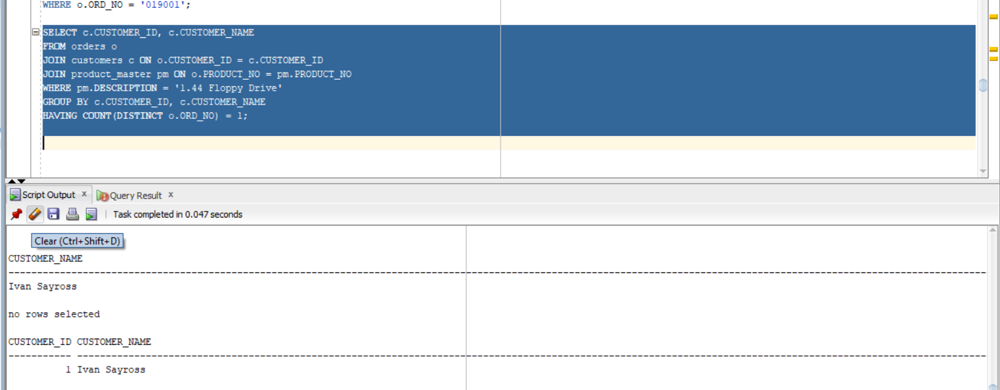 WHERE o.ORD_NO = '019001';
SELECT c.CUSTOMER_ID, c.CUSTOMER_NAME
FROM orders o
JOIN customers c ON o.CUSTOMER_ID = c.CUSTOMER_ID
JOIN product_master pm ON o.PRODUCT_NO = pm.PRODUCT_NO
WHERE pm.DESCRIPTION = '1.44 Floppy Drive'
GROUP BY c.CUSTOMER_ID, c.CUSTOMER_NAME
HAVING COUNT(DISTINCT o.ORD_NO) = 1;
Script Output x Query Result x
Task completed in 0.047 seconds
Clear (Ctrl+Shift+D)
CUSTOMER_NAME
Ivan Sayross
no rows selected
CUSTOMER_ID CUSTOMER_NAME
1 Ivan Sayross